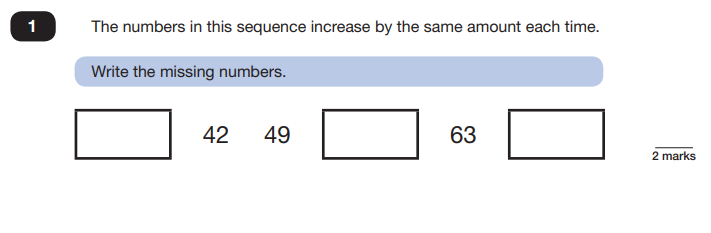 1 The numbers in this sequence increase by the same amount each time.
Write the missing numbers.
42 49 63
2 marks